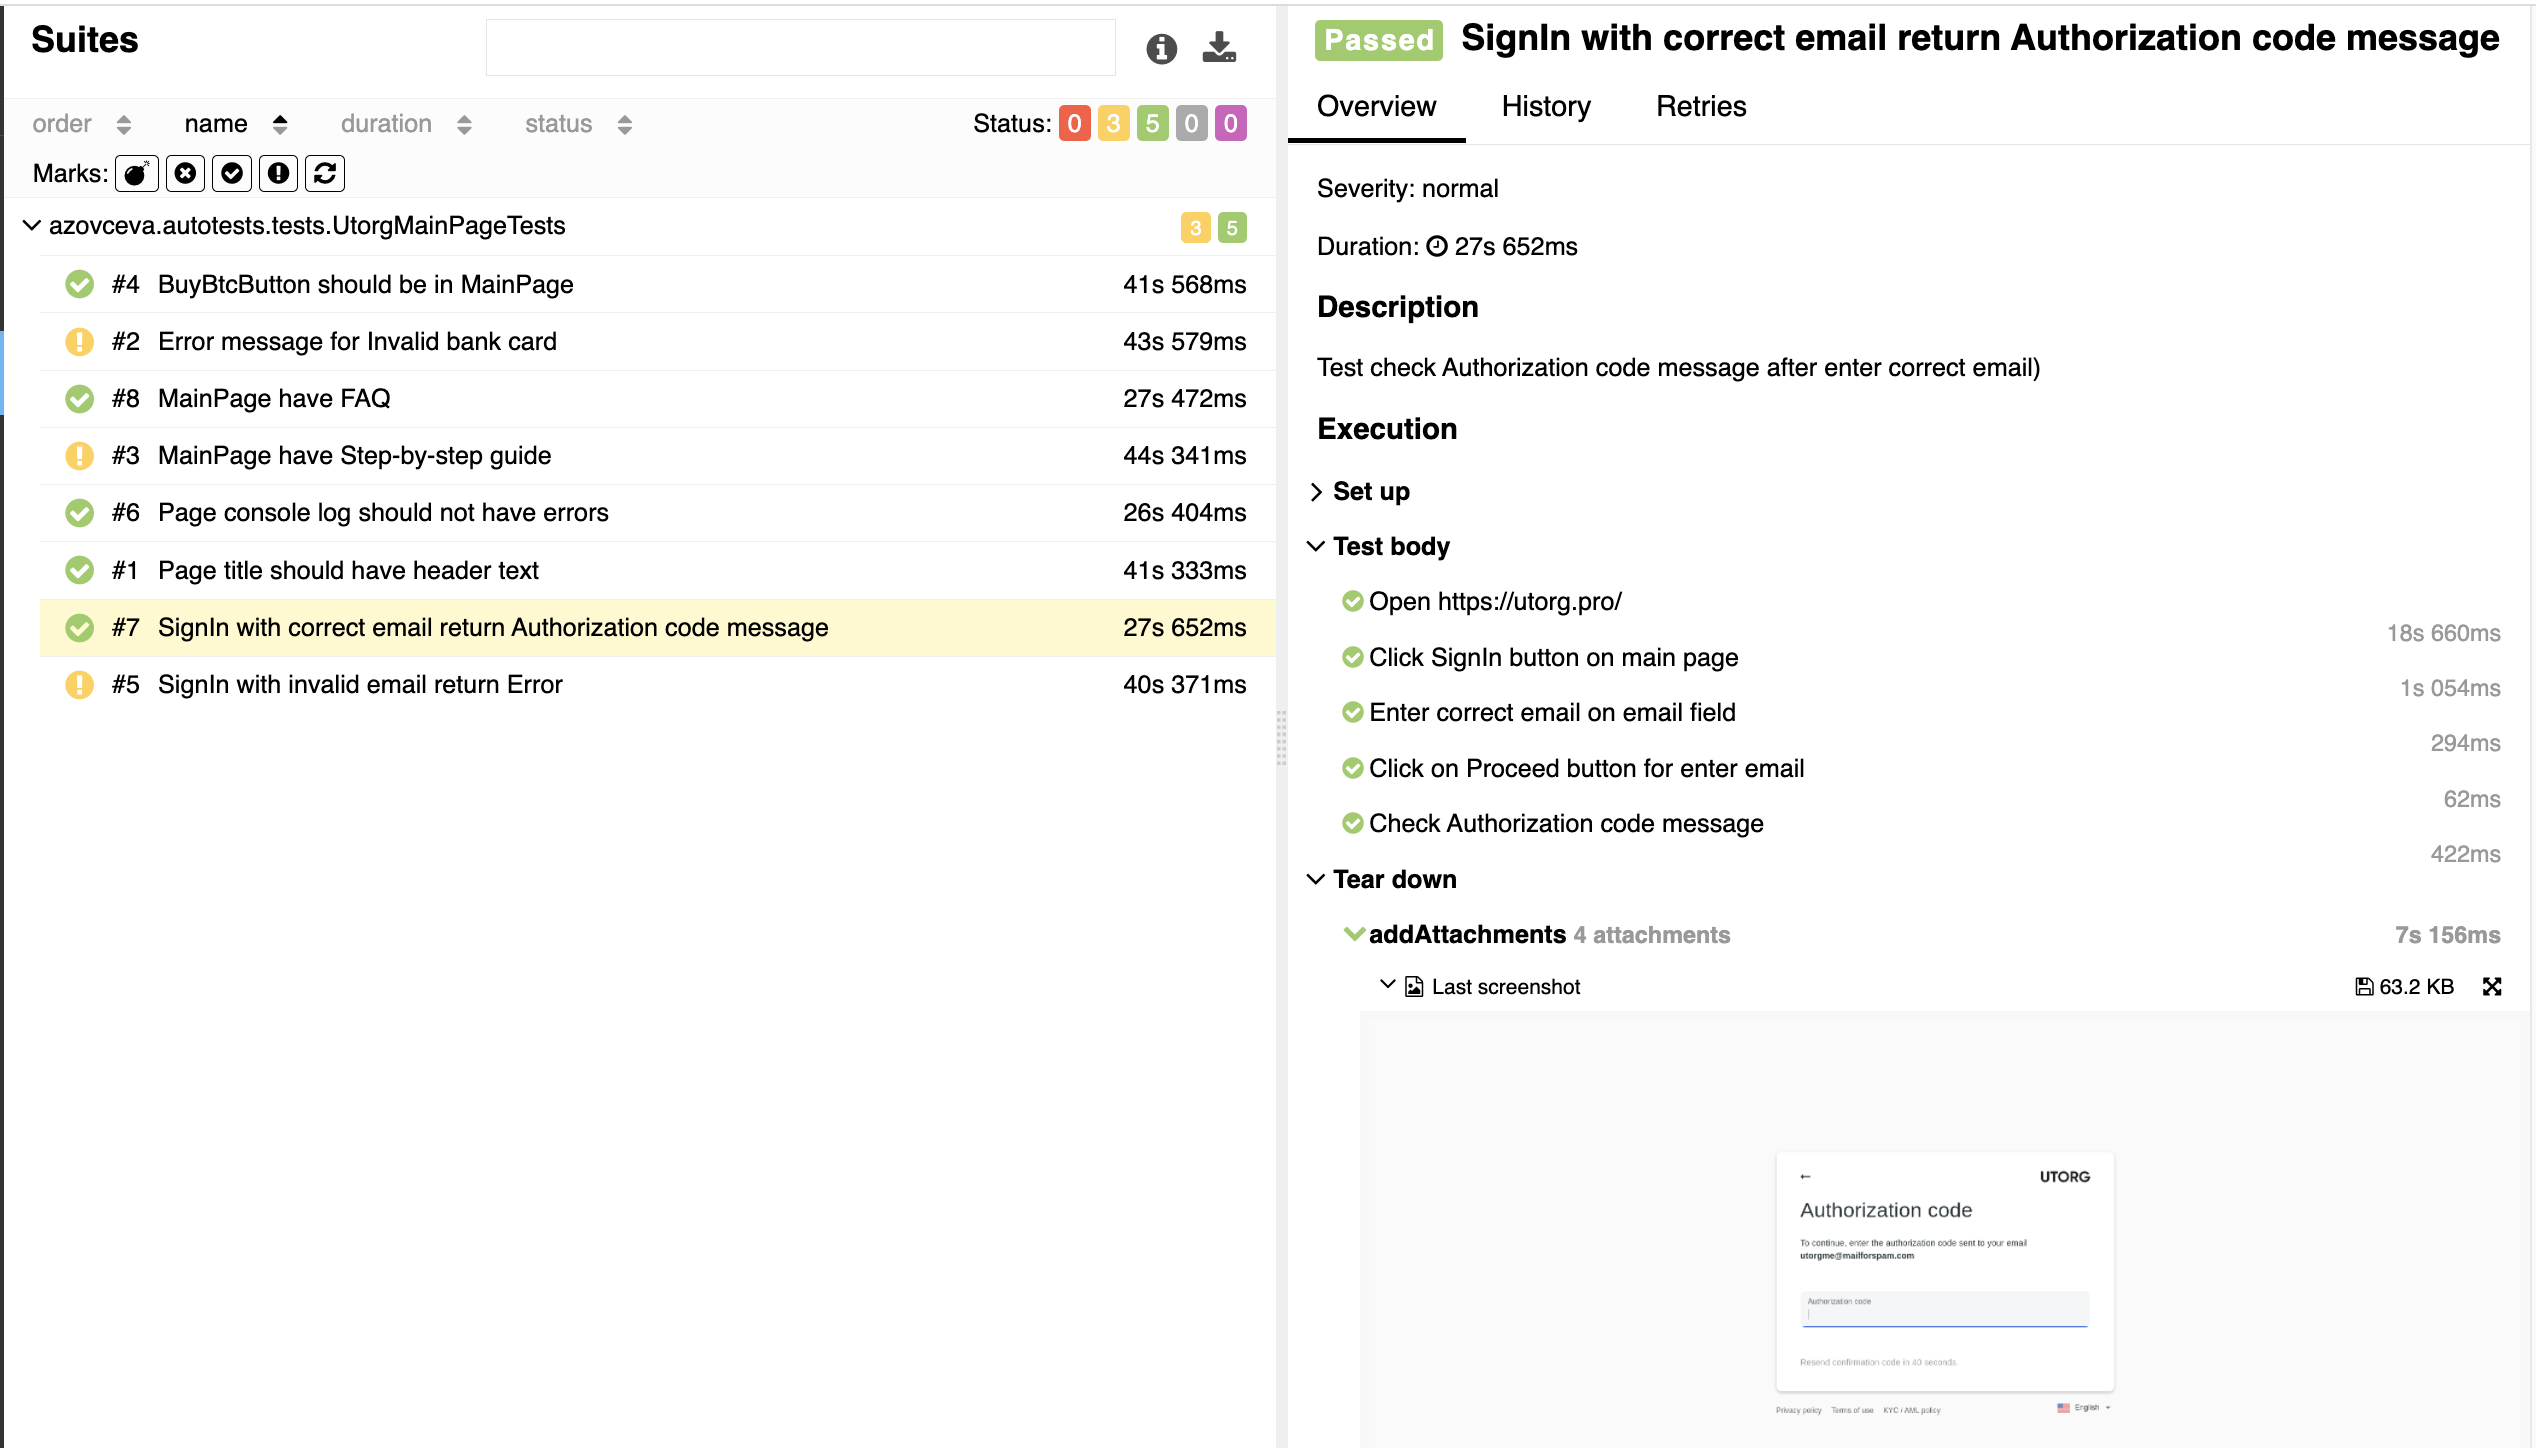 Suites
order name duration status Status: 0 3 5 0 0
Marks:
azovceva.autotests.tests.UtorgMainPageTests 3 5
#4 BuyBtcButton should be in MainPage 41s 568ms
#2 Error message for Invalid bank card 43s 579ms
#8 MainPage have FAQ 27s 472ms
#3 MainPage have Step-by-step guide 44s 341ms
#6 Page console log should not have errors 26s 404ms
#1 Page title should have header text 41s 333ms
#7 SignIn with correct email return Authorization code message 27s 652ms
#5 SignIn with invalid email return Error 40s 371ms
Passed SignIn with correct email return Authorization code message
Overview History Retries
Severity: normal
Duration: 27s 652ms
Description
Test check Authorization code message after enter correct email)
Execution
Set up
Test body
Open https://utorg.pro/
18s 660ms
Click SignIn button on main page
1s 054ms
Enter correct email on email field
294ms
Click on Proceed button for enter email
62ms
Check Authorization code message
422ms
Tear down
addAttachments 4 attachments 7s 156ms
Last screenshot 63.2 KB
← UTORG
Authorization code
To continue, enter the authorization code sent to your email
utorgme@mailforspam.com
Authorization code
Resend confirmation code in 40 seconds.
Privacy policy Terms of use KYC / AML policy English